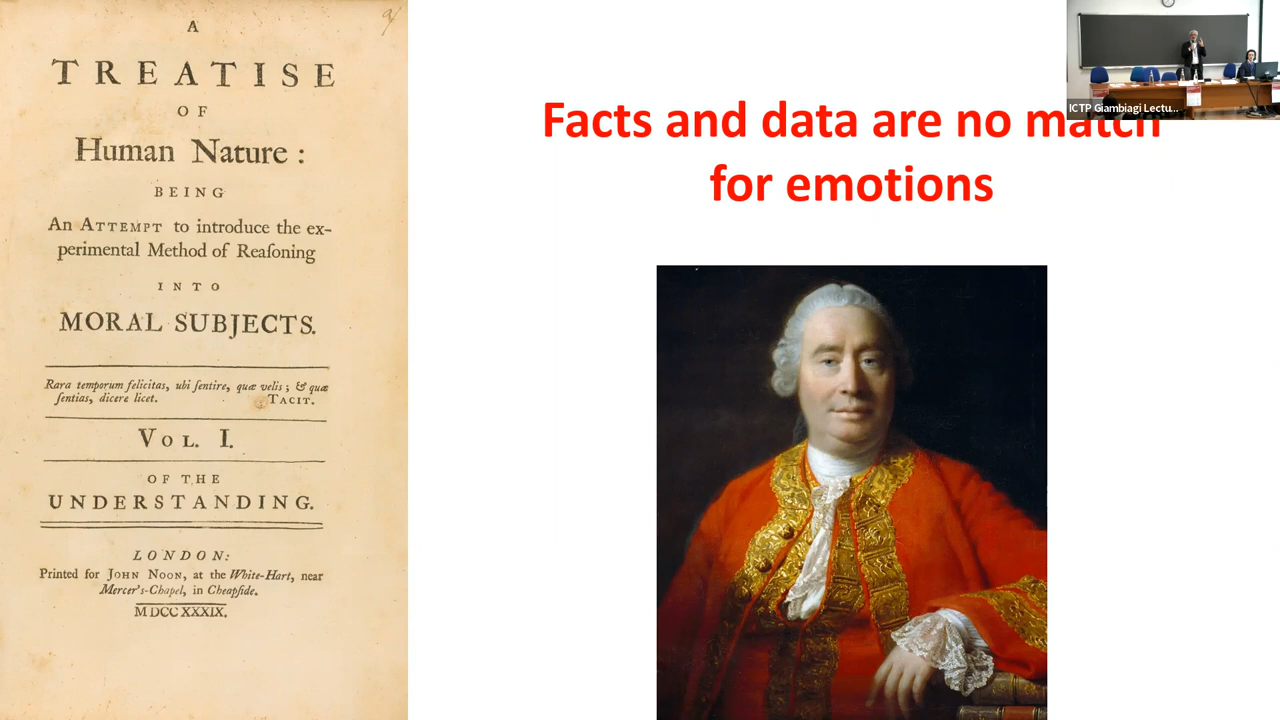 A
TREATISE
OF
Human Nature:
BEING
An ATTEMPT to introduce the ex-
perimental Method of Reaſoning
INTO
MORAL SUBJECTS.
Rara temporum felicitas, ubi ſentire, quæ velis; & quæ
ſentias, dicere licet. TACIT.
VOL. I.
OF THE
UNDERSTANDING.
LONDON:
Printed for JOHN NOON, at the White-Hart, near
Mercer's-Chapel, in Cheapſide.
MDCCXXXIX.
Facts and data are no match
for emotions
ICTP Giambiagi Lectu...